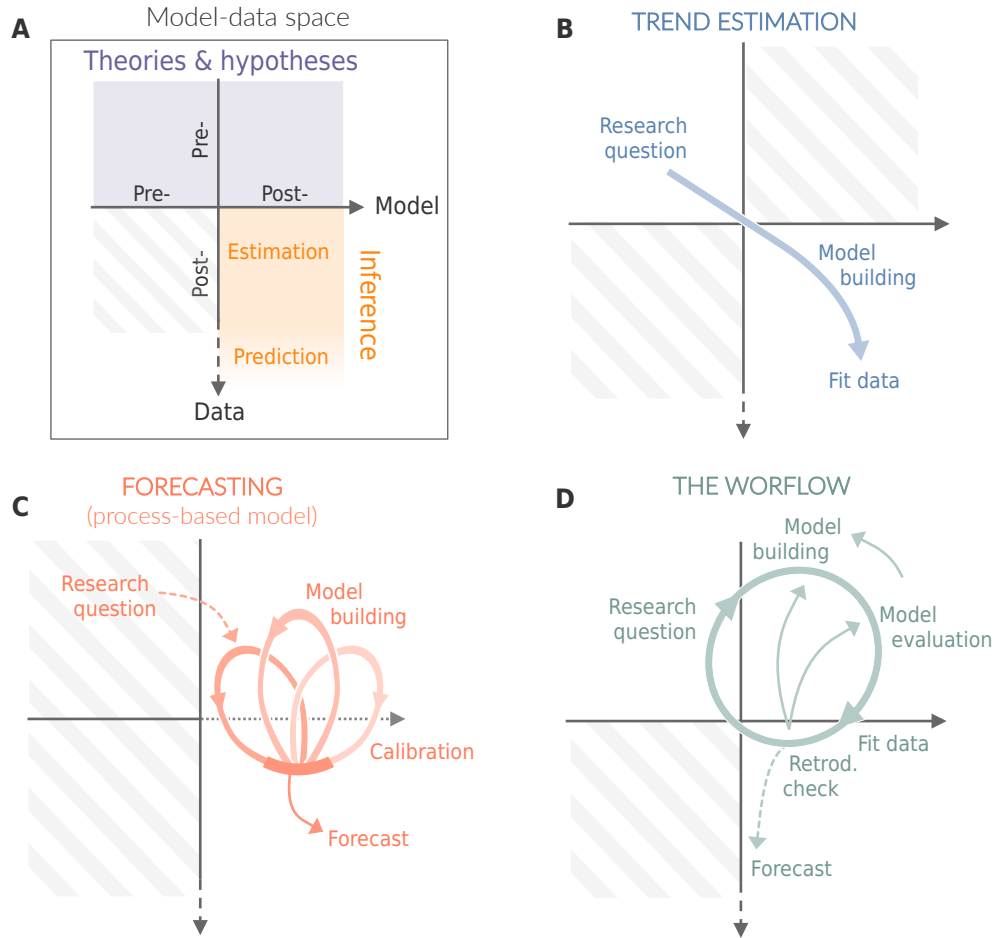 A
Model-data space
Theories & hypotheses
Pre-
Pre-
Post-
Model
Post-
Estimation
Inference
Prediction
Data
B
TREND ESTIMATION
Research
question
Model
building
Fit data
C
FORECASTING
(process-based model)
Research
question
Model
building
Calibration
Forecast
D
THE WORFLOW
Model
building
Research
question
Model
evaluation
Fit data
Retrod.
check
Forecast